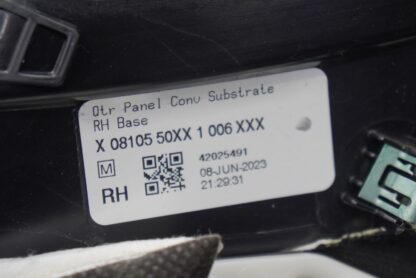 Qtr Panel Conv Substrate
RH Base
X 08105 50XX 1 006 XXX
M
42025491
08-JUN-2023
RH
21:29:31